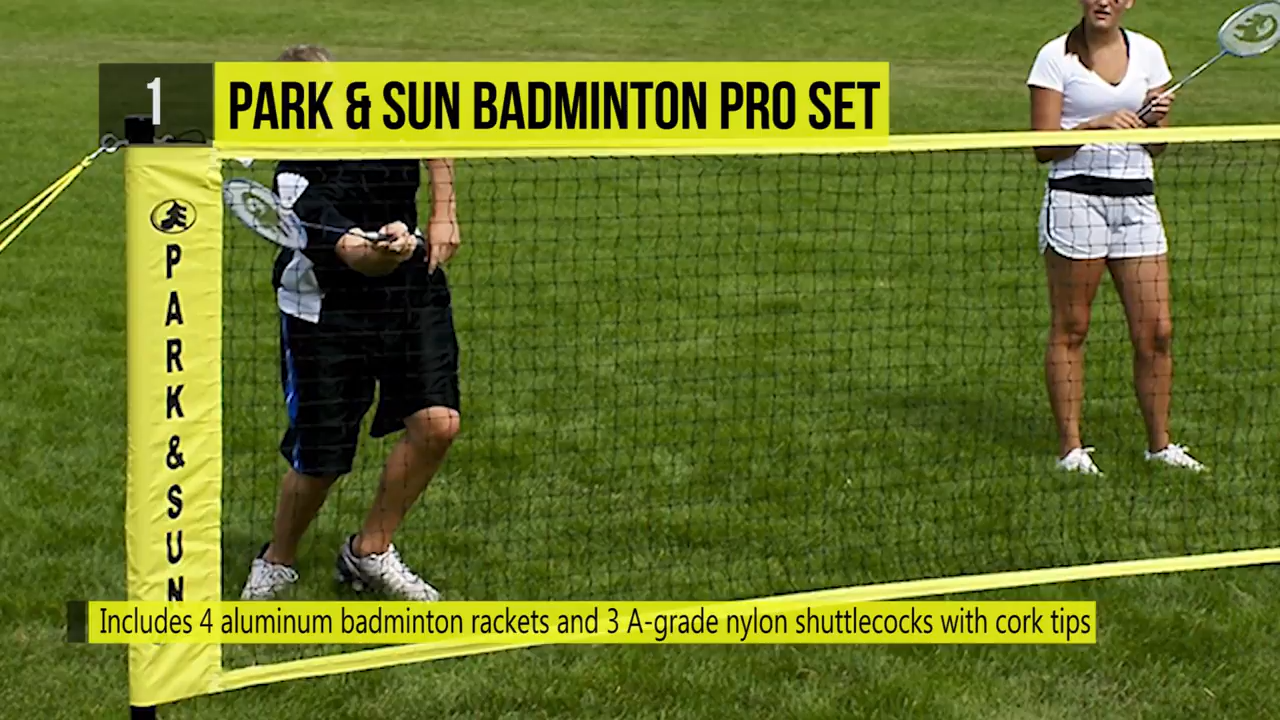 1
PARK & SUN BADMINTON PRO SET
PARK & SUN
Includes 4 aluminum badminton rackets and 3 A-grade nylon shuttlecocks with cork tips